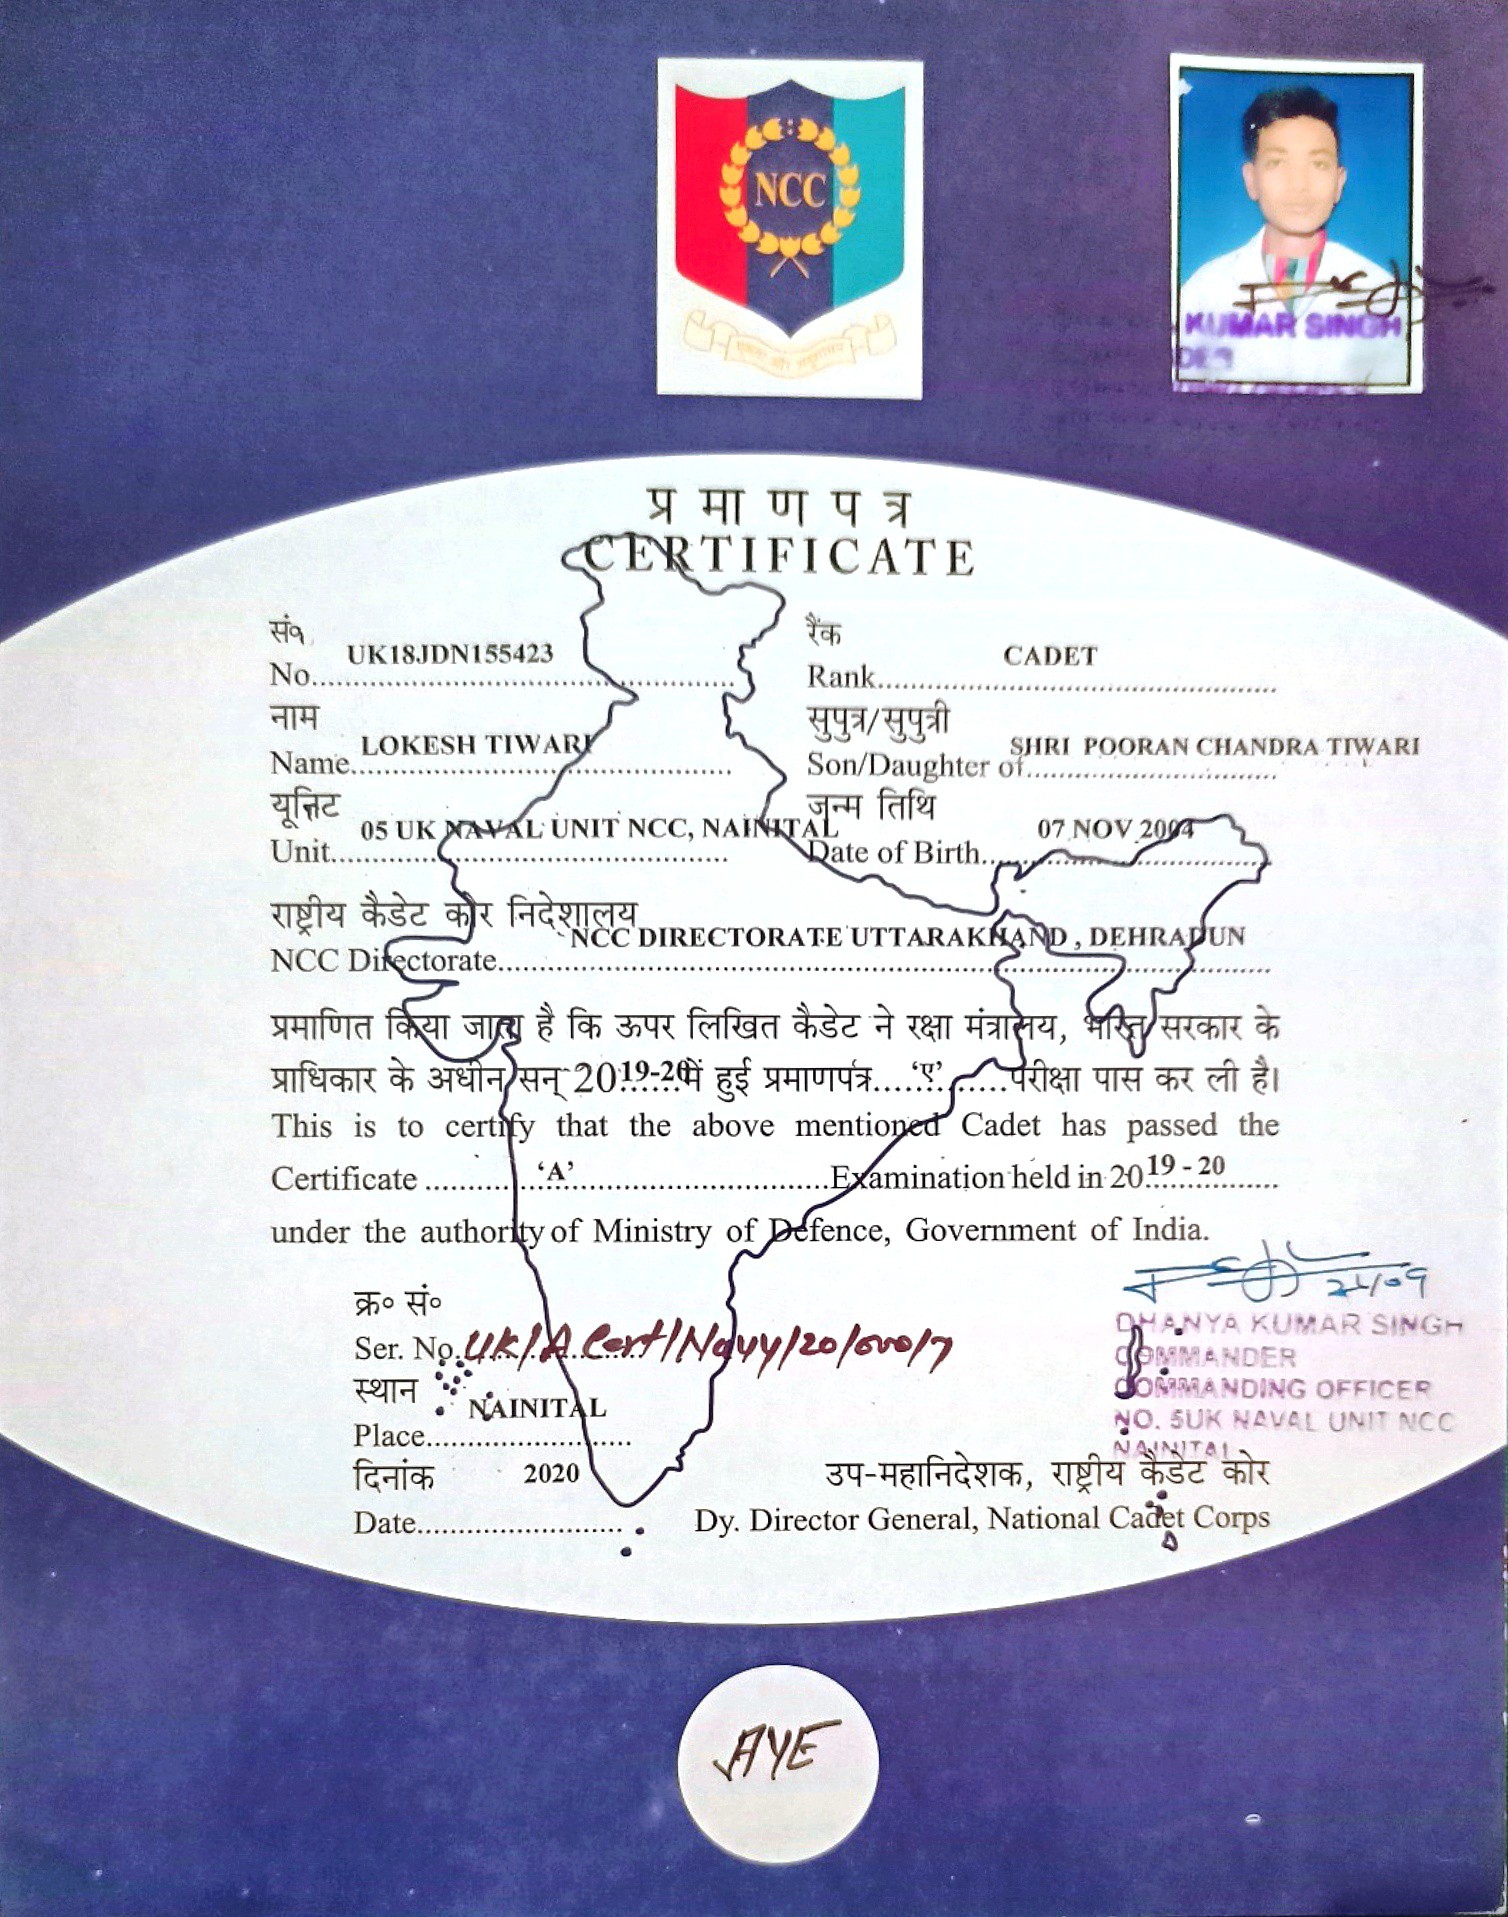 NCC
एकता और अनुशासन
KUMAR SINGH
प्र मा ण प त्र
CERTIFICATE
सं०
No. UK18JDN155423
रैंक
Rank CADET
नाम
Name LOKESH TIWARI
सुपुत्र/सुपुत्री
Son/Daughter of SHRI POORAN CHANDRA TIWARI
यूनिट
Unit 05 UK NAVAL UNIT NCC, NAINITAL
जन्म तिथि
Date of Birth 07 NOV 2004
राष्ट्रीय कैडेट कोर निदेशालय
NCC Directorate NCC DIRECTORATE UTTARAKHAND, DEHRADUN
प्रमाणित किया जाता है कि ऊपर लिखित कैडेट ने रक्षा मंत्रालय, भारत सरकार के
प्राधिकार के अधीन सन् 2019-20 में हुई प्रमाणपत्र 'ए' परीक्षा पास कर ली है।
This is to certify that the above mentioned Cadet has passed the
Certificate 'A' Examination held in 2019 - 20
under the authority of Ministry of Defence, Government of India.
21/09
DHANYA KUMAR SINGH
COMMANDER
COMMANDING OFFICER
NO. 5UK NAVAL UNIT NCC
NAINITAL
क्र० सं०
Ser. No. UK/A Cert/Navy/20/000/7
स्थान
Place NAINITAL
दिनांक
Date 2020
उप-महानिदेशक, राष्ट्रीय कैडेट कोर
Dy. Director General, National Cadet Corps
AYE